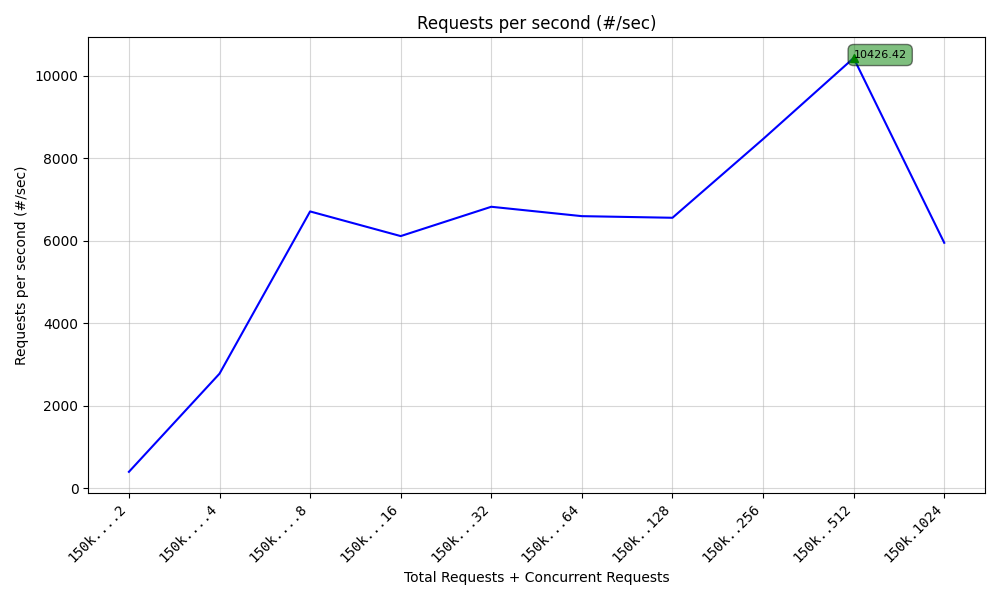 Requests per second (#/sec)
10426.42
10000
8000
6000
4000
2000
0
Requests per second (#/sec)
150k....2
150k....4
150k....8
150k...16
150k...32
150k...64
150k..128
150k..256
150k..512
150k.1024
Total Requests + Concurrent Requests